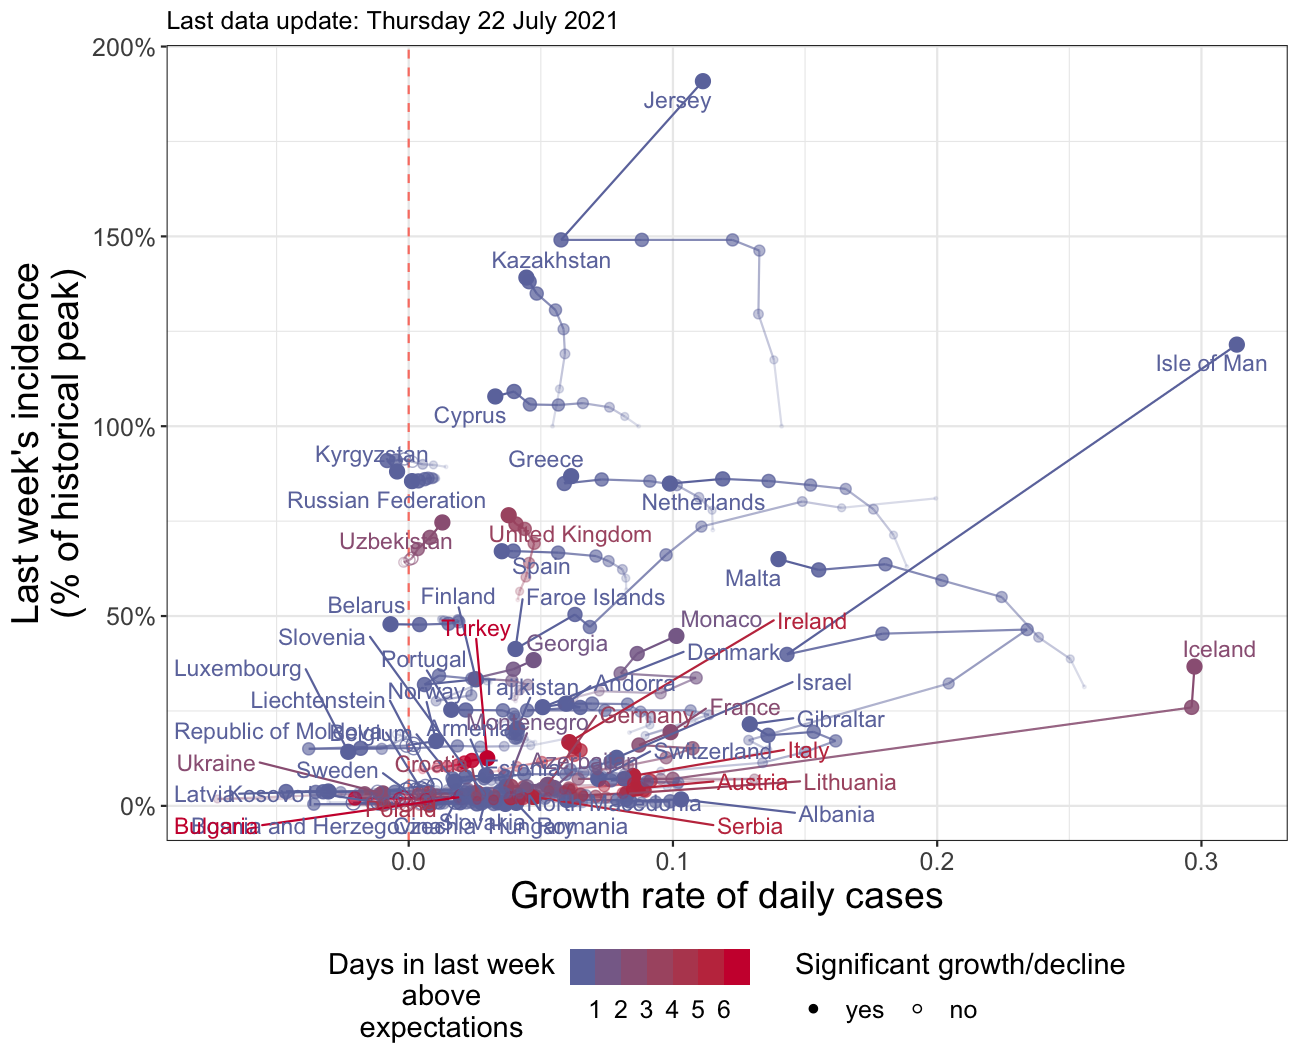 Last data update: Thursday 22 July 2021
200%
Jersey
150%
Kazakhstan
Isle of Man
Cyprus
100%
Kyrgyzstan
Greece
Russian Federation
Netherlands
Uzbekistan
United Kingdom
Spain
Malta
Finland
Faroe Islands
Belarus
50%
Turkey
Monaco
Ireland
Slovenia
Georgia
Iceland
Luxembourg
Portugal
Denmark
Liechtenstein
Norway
Tajikistan
Andorra
Israel
Republic of Moldova
Belgium
Armenia
Montenegro
Germany
France
Gibraltar
Ukraine
Sweden
Croatia
Estonia
Azerbaijan
Switzerland
Italy
Latvia
Kosovo
Austria
Lithuania
0%
Poland
North Macedonia
Albania
Bulgaria
Bosnia and Herzegovina
Czechia
Slovakia
Hungary
Romania
Serbia
0.0
0.1
0.2
0.3
Last week's incidence
(% of historical peak)
Growth rate of daily cases
Days in last week
above
expectations
1 2 3 4 5 6
Significant growth/decline
yes
no